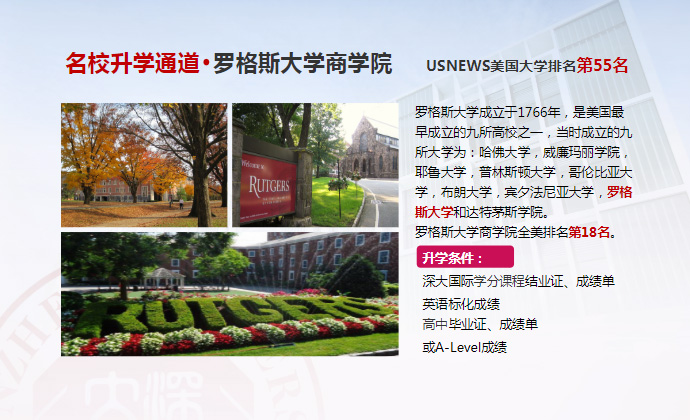 名校升学通道·罗格斯大学商学院
USNEWS美国大学排名第55名
Welcome to
RUTGERS
RUTGERS
罗格斯大学成立于1766年，是美国最
早成立的九所高校之一，当时成立的九
所大学为：哈佛大学，威廉玛丽学院，
耶鲁大学，普林斯顿大学，哥伦比亚大
学，布朗大学，宾夕法尼亚大学，罗格
斯大学和达特茅斯学院。
罗格斯大学商学院全美排名第18名。
升学条件：
深大国际学分课程结业证、成绩单
英语标化成绩
高中毕业证、成绩单
或A-Level成绩